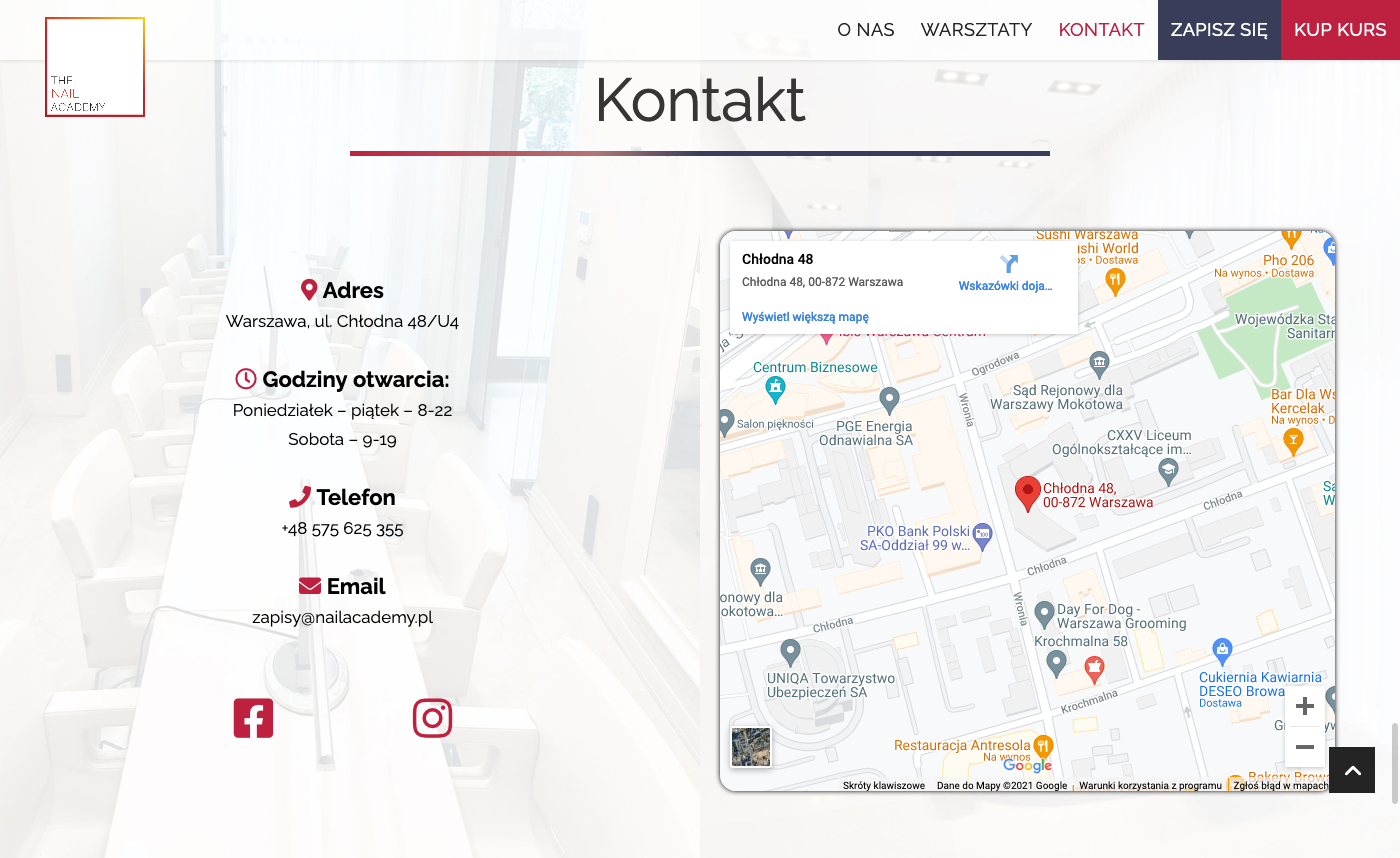 O NAS
WARSZTATY
KONTAKT
ZAPISZ SIĘ
KUP KURS
THE
NAIL
ACADEMY
Kontakt
Adres
Warszawa, ul. Chłodna 48/U4
Godziny otwarcia:
Poniedziałek – piątek – 8-22
Sobota – 9-19
Telefon
+48 575 625 355
Email
zapisy@nailacademy.pl
Chłodna 48
Chłodna 48, 00-872 Warszawa
Wskazówki doja...
Wyświetl większą mapę
Sushi Warszawa
ushi World
os • Dostawa
Pho 206
Na wynos • Dostawa
Wojewódzka Sta
Sanitarn
Centrum Biznesowe
Ogrodowa
Sąd Rejonowy dla
Warszawy Mokotowa
Bar Dla Ws
Kercelak
Na wynos • D
Salon piękności
PGE Energia
Odnawialna SA
Wronia
CXXV Liceum
Ogólnokształcące im...
Chłodna 48,
00-872 Warszawa
Chłodna
PKO Bank Polski
SA-Oddział 99 w...
Chłodna
onowy dla
okotowa...
Chłodna
Wronia
Day For Dog -
Warszawa Grooming
Krochmalna 58
UNIQA Towarzystwo
Ubezpieczeń SA
Cukiernia Kawiarnia
DESEO Browa
Dostawa
Krochmalna
Restauracja Antresola
Na wynos
Google
Bakery Browa
Skróty klawiszowe
Dane do Mapy ©2021 Google
Warunki korzystania z programu
Zgłoś błąd w mapach